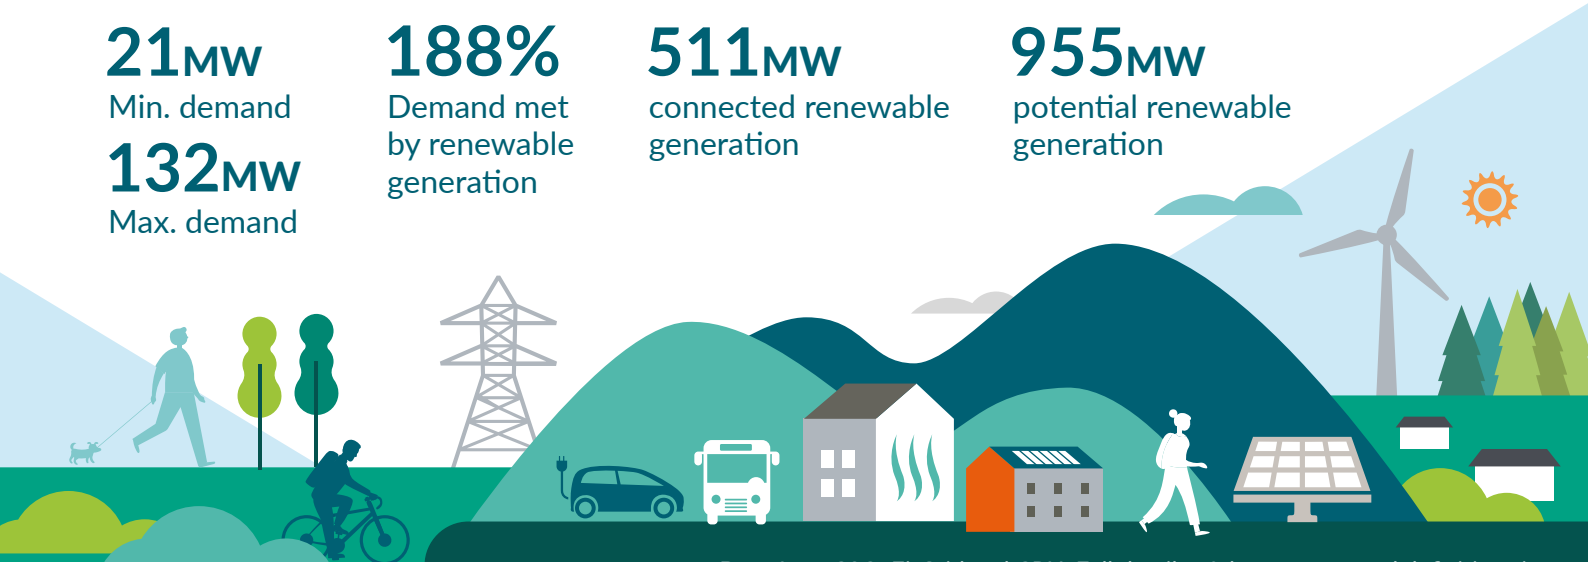 21MW
Min. demand
132MW
Max. demand
188%
Demand met
by renewable
generation
511MW
connected renewable
generation
955MW
potential renewable
generation